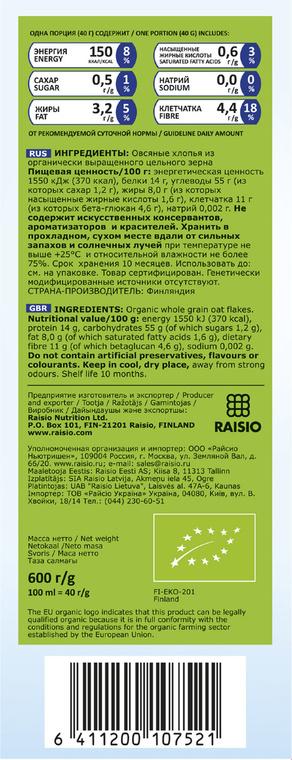 ОДНА ПОРЦИЯ (40 Г) СОДЕРЖИТ / ONE PORTION (40 G) INCLUDES:
ЭНЕРГИЯ
ENERGY
150
ККАЛ/KCAL
8
%
НАСЫЩЕННЫЕ
ЖИРНЫЕ КИСЛОТЫ
SATURATED FATTY ACIDS
0,6
г/g
3
%
САХАР
SUGAR
0,5
г/g
1
%
НАТРИЙ
SODIUM
0,0
г/g
0
%
ЖИРЫ
FAT
3,2
г/g
5
%
КЛЕТЧАТКА
FIBRE
4,4
г/g
18
%
ОТ РЕКОМЕНДУЕМОЙ СУТОЧНОЙ НОРМЫ / GUIDELINE DAILY AMOUNT
RUS ИНГРЕДИЕНТЫ: Овсяные хлопья из
органически выращенного цельного зерна
Пищевая ценность/100 г: энергетическая ценность
1550 кДж (370 ккал), белки 14 г, углеводы 55 г (из
которых сахар 1,2 г), жиры 8,0 г (из которых
насыщенные жирные кислоты 1,6 г), клетчатка 11 г
(из которых бета-глюкан 4,6 г), натрий 0,002 г. Не
содержит искусственных консервантов,
ароматизаторов и красителей. Хранить в
прохладном, сухом месте вдали от сильных
запахов и солнечных лучей при температуре не
выше +25°C и относительной влажности не более
75%. Срок хранения 10 месяцев. Использовать до:
см. на упаковке. Товар сертифицирован. Генетически
модифицированные источники отсутствуют.
СТРАНА-ПРОИЗВОДИТЕЛЬ: Финляндия
GBR INGREDIENTS: Organic whole grain oat flakes.
Nutritional value/100 g: energy 1550 kJ (370 kcal),
protein 14 g, carbohydrates 55 g (of which sugars 1,2 g),
fat 8,0 g (of which saturated fatty acids 1,6 g), dietary
fibre 11 g (of which betaglucan 4,6 g), sodium 0,002 g.
Do not contain artificial preservatives, flavours or
colourants. Keep in cool, dry place, away from strong
odours. Shelf life 10 months.
Предприятие изготовитель и экспортер / Producer
and exporter / Tootja / Ražotājs / Gamintojas /
Виробник / Дайындаушы және экспортшы:
Raisio Nutrition Ltd.
P.O. Box 101, FIN-21201 Raisio, FINLAND
www.raisio.com
RAISIO
Уполномоченная организация и импортер: ООО «Райсио
Ньютришен», 109004 Россия, г. Москва, ул. Земляной Вал, д.
66/20. www.raisio.ru; e-mail: sales@raisio.ru
Maaletooja Eestis: Raisio Eesti AS; Kiisa 8, 11313 Tallinn
Izplatītājs: SIA Raisio Latvija, Akmeņu iela 45, Ogre
Platintojas: UAB "Raisio Lietuva", Laisvės al. 47A-6, Kaunas
Імпортер: ТОВ «Райсіо Україна» Україна, 04080, Київ, вул. В.
Хвойки, 18/14 Тел.: (044) 230-60-51
Масса нетто / Net weight
Netokaal /Neto masa
Svoris / Маса нетто
Таза салмағы
600 г/g
100 ml = 40 г/g
FI-EKO-201
Finland
The EU organic logo indicates that this product can be legally
qualified organic because it is in full conformity with the
conditions and regulations for the organic farming sector
established by the European Union.
6 411200 107521